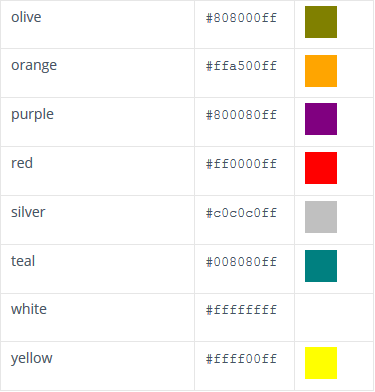 olive #808000ff
orange #ffa500ff
purple #800080ff
red #ff0000ff
silver #c0c0c0ff
teal #008080ff
white #ffffffff
yellow #ffff00ff